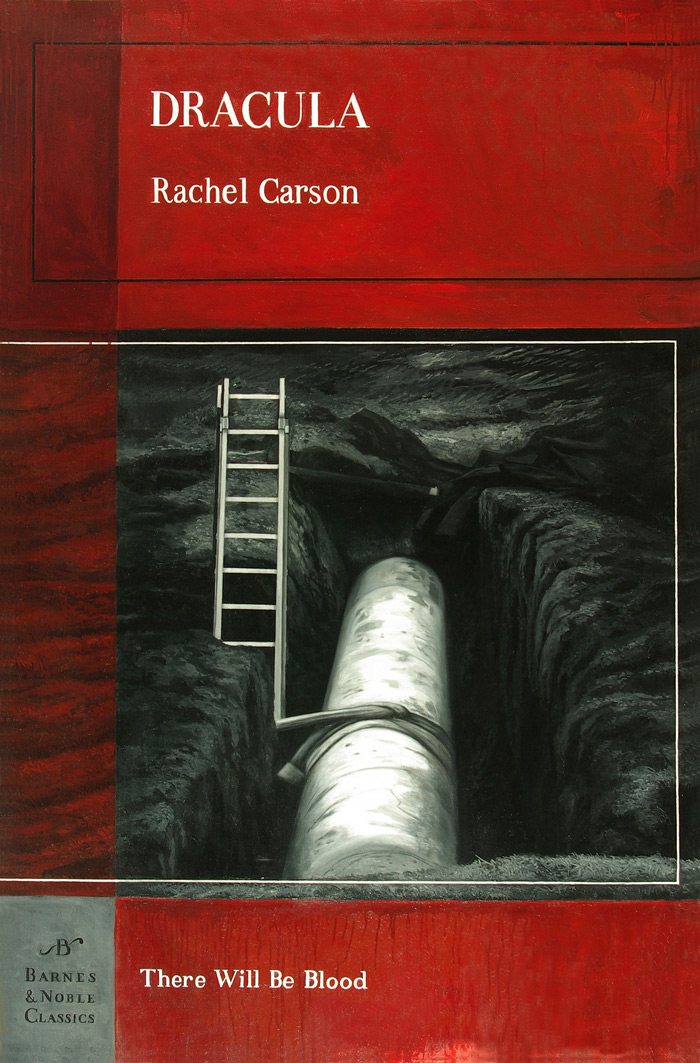 DRACULA
Rachel Carson
There Will Be Blood
B
BARNES
& NOBLE
CLASSICS